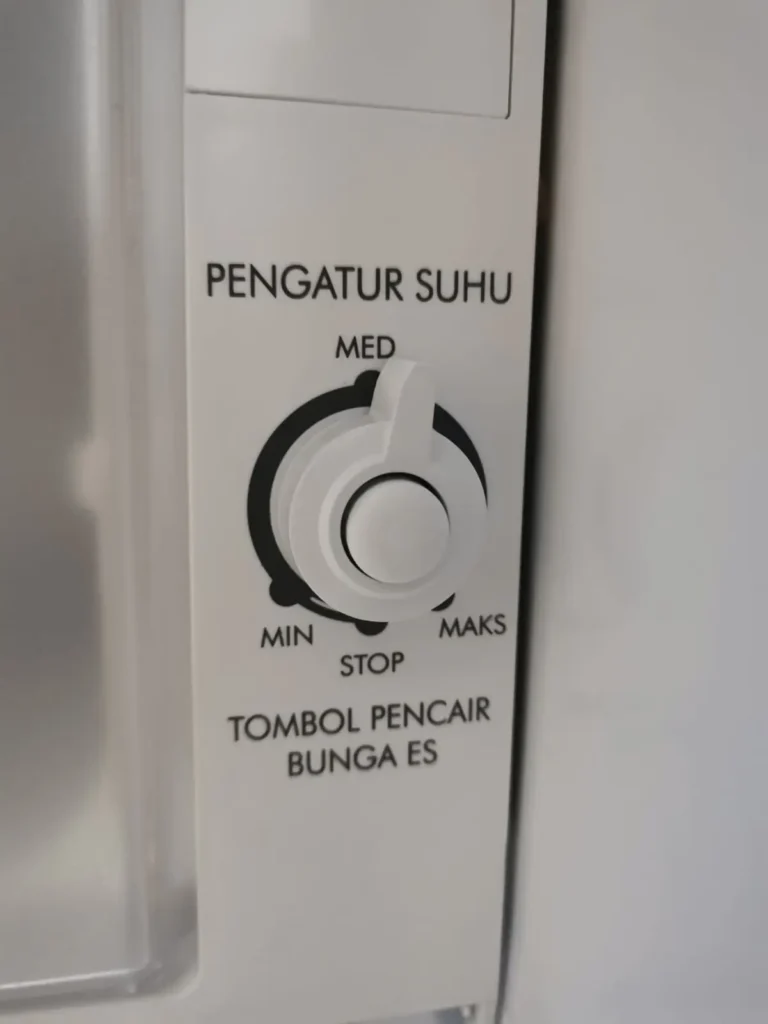 PENGATUR SUHU
MED
MIN
MAKS
STOP
TOMBOL PENCAIR
BUNGA ES